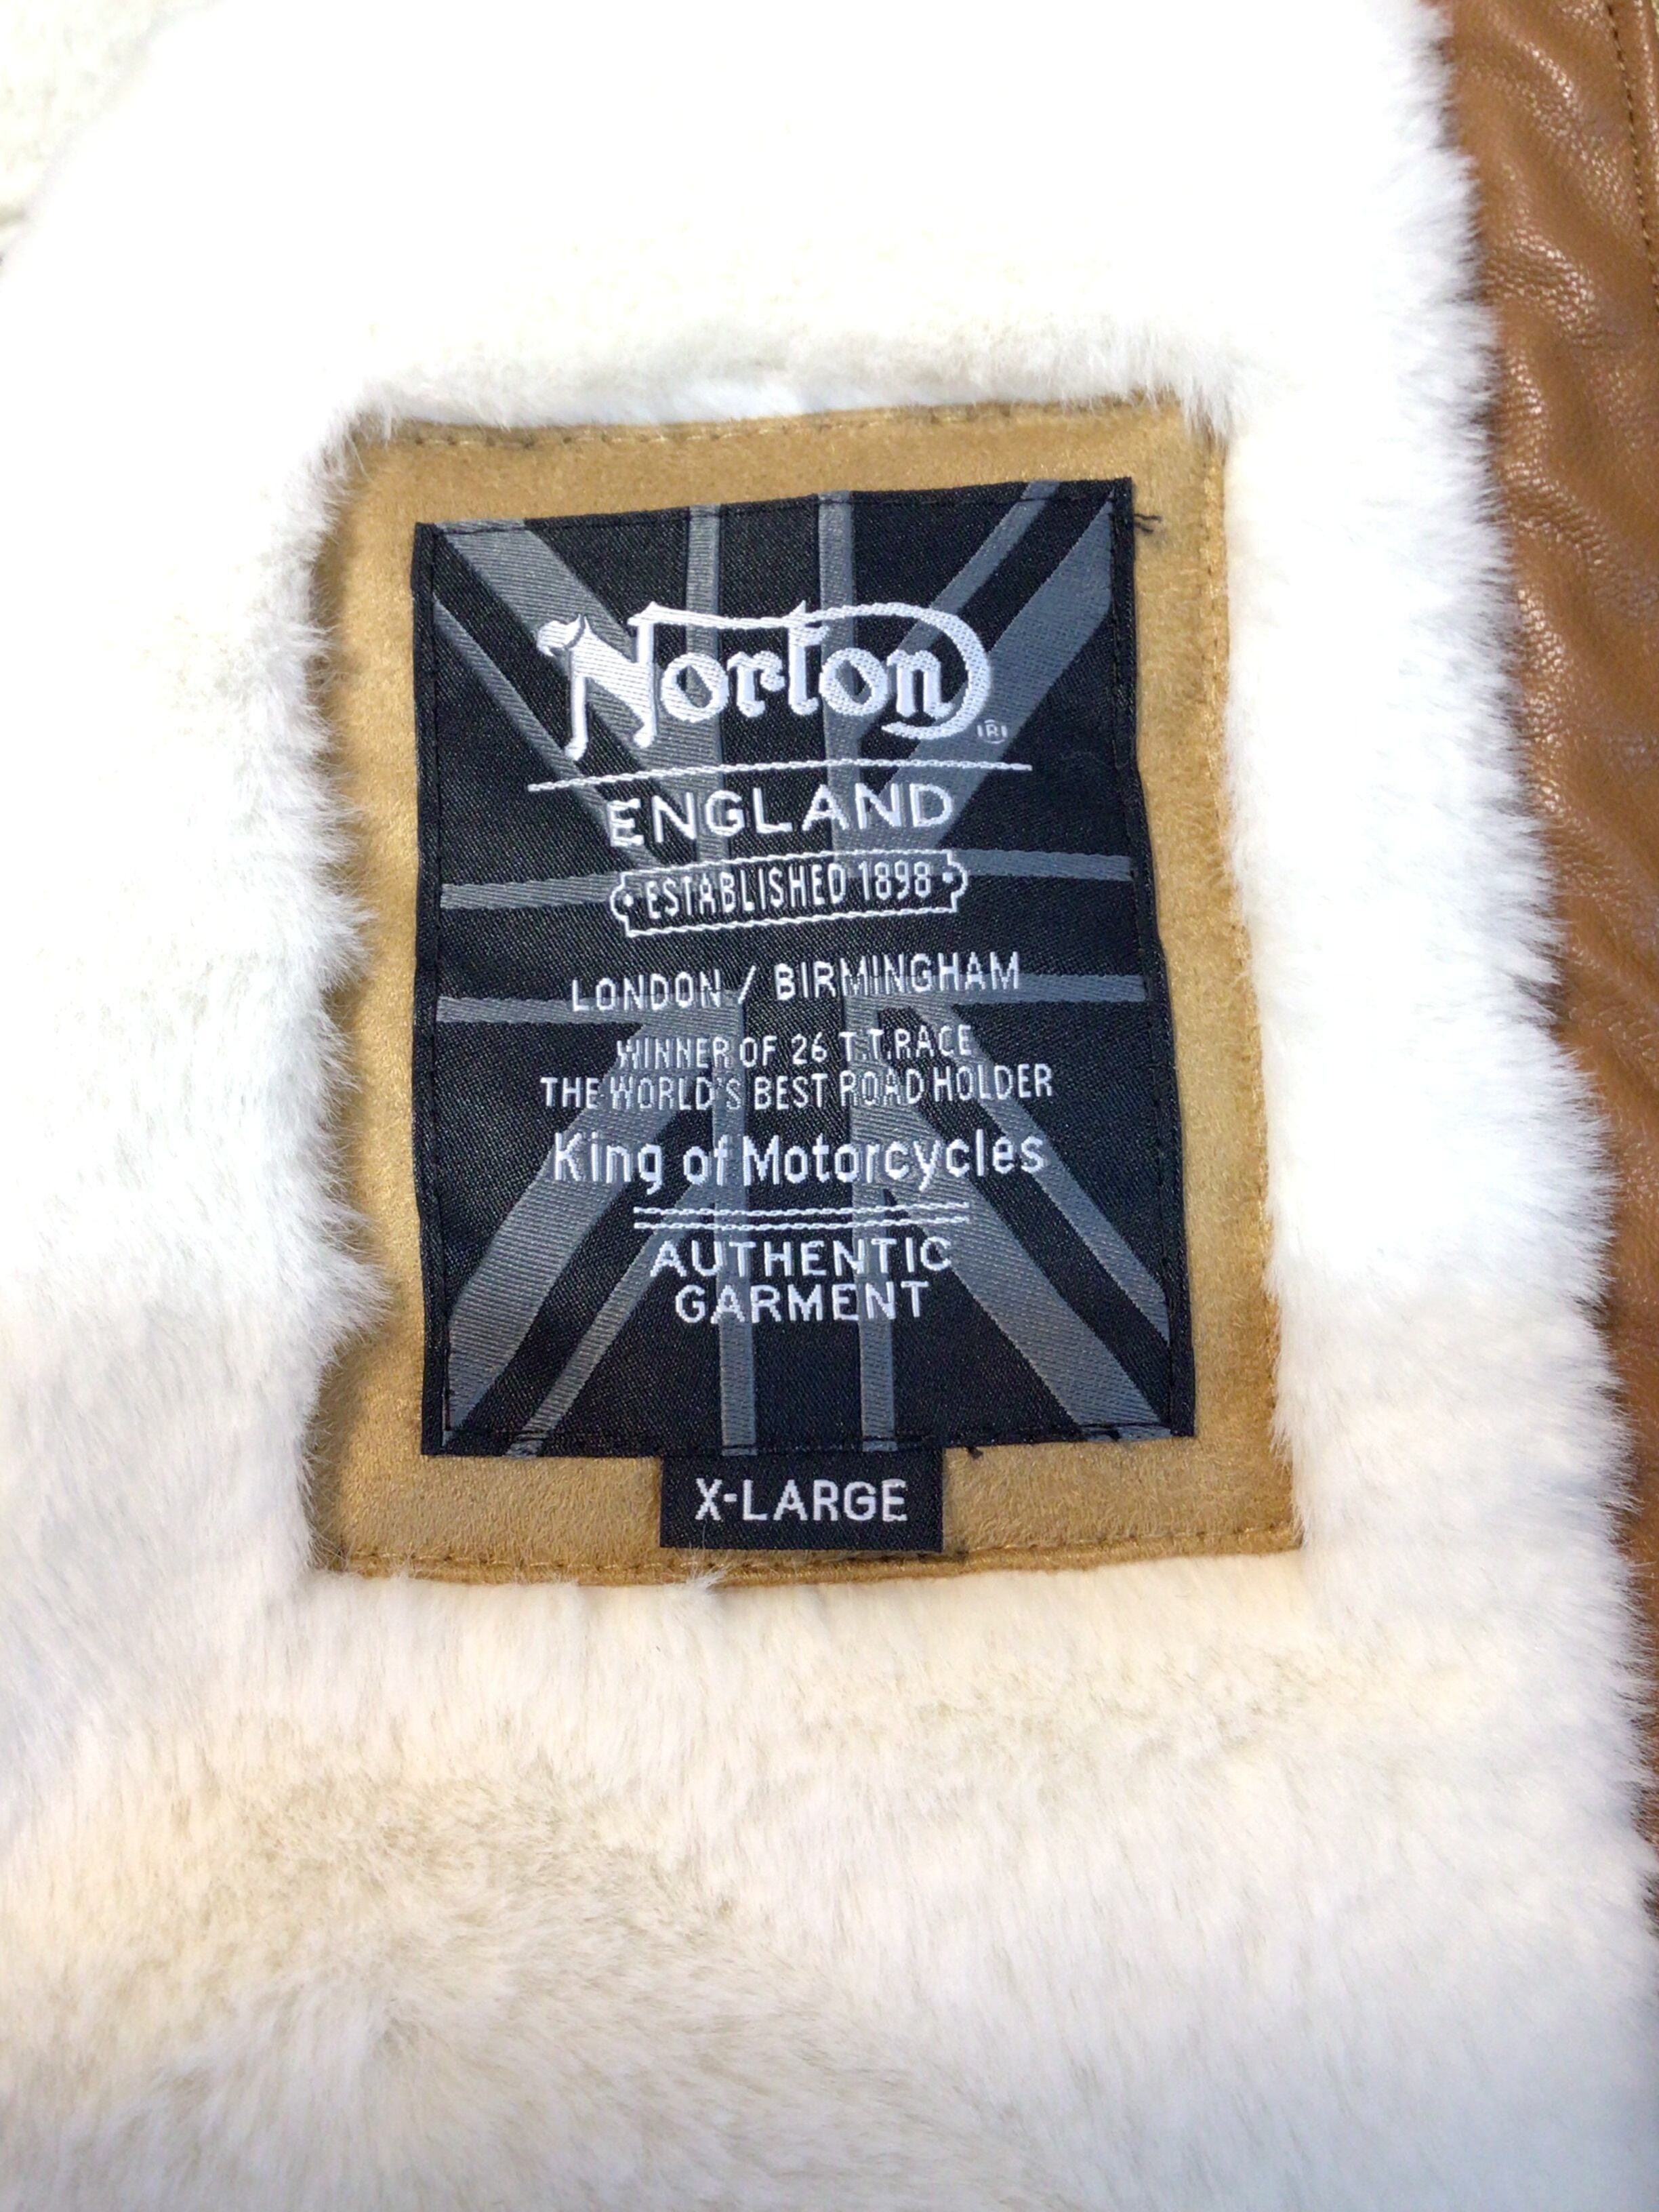 Norton
®
ENGLAND
·ESTABLISHED 1898·
LONDON / BIRMINGHAM
WINNER OF 26 T.T.RACE
THE WORLD'S BEST ROAD HOLDER
King of Motorcycles
AUTHENTIC
GARMENT
X-LARGE